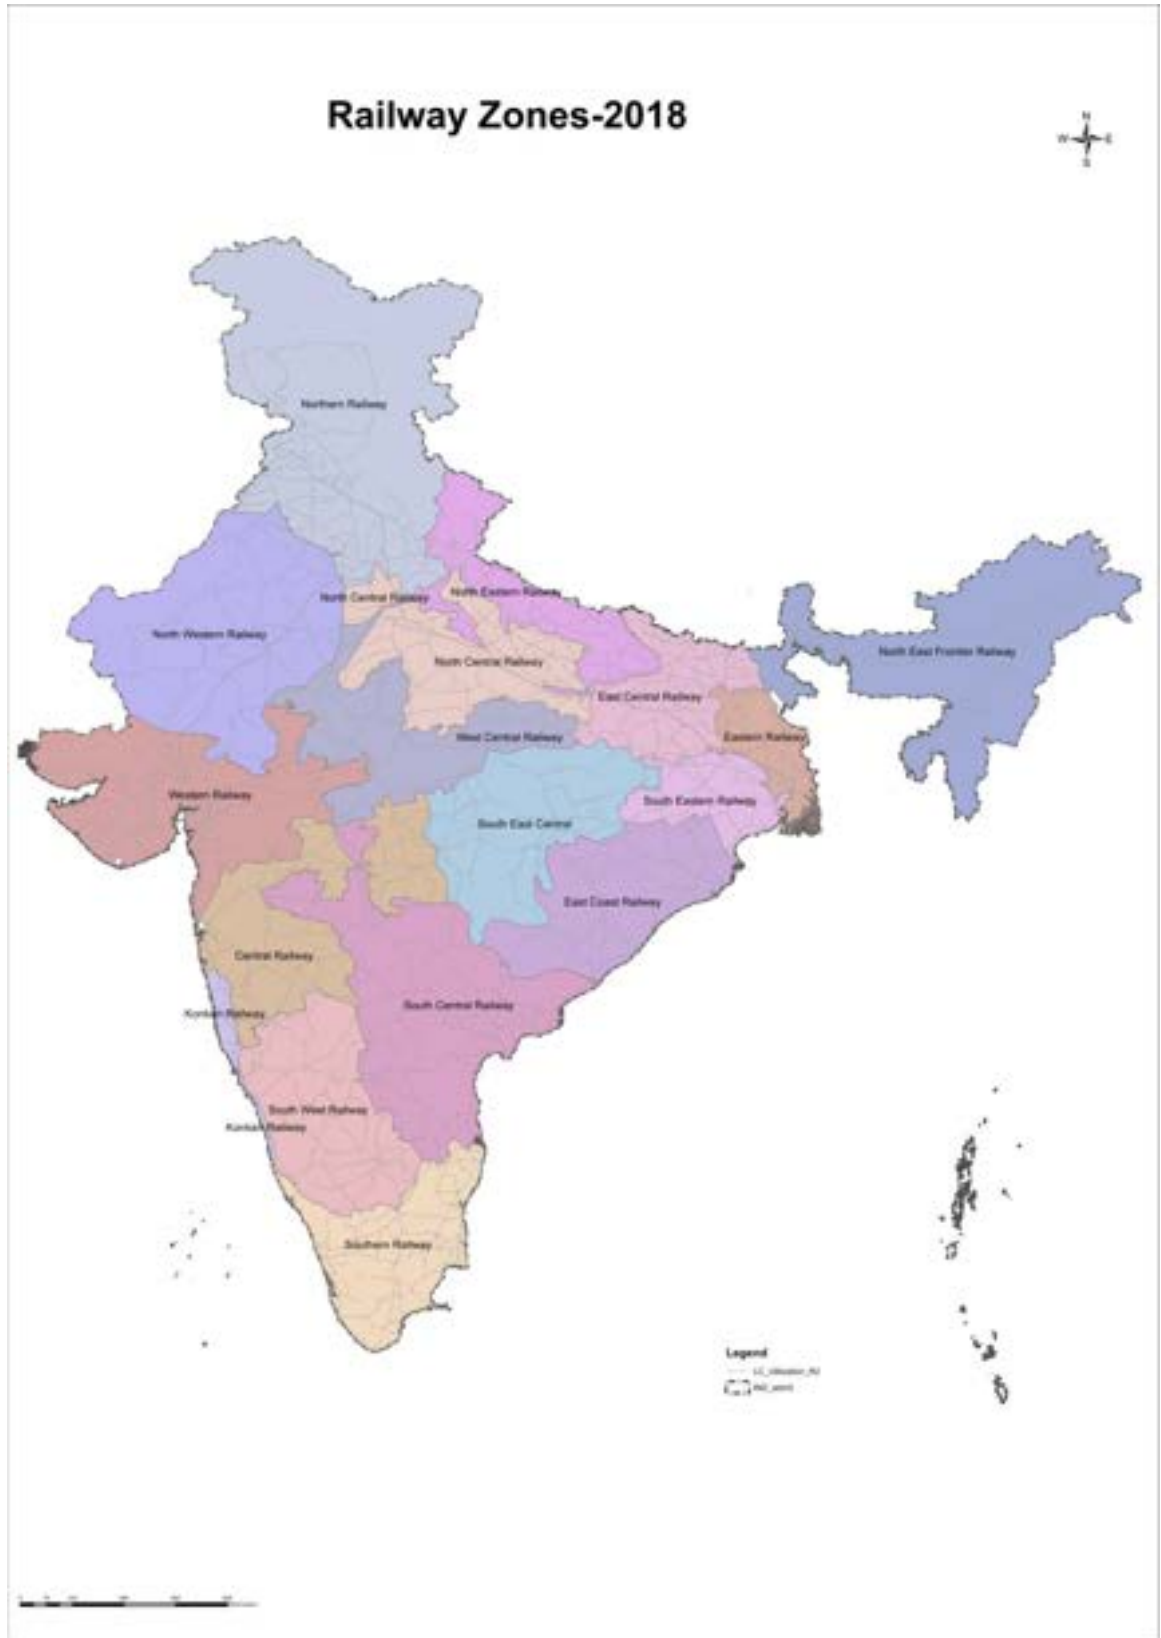 Railway Zones-2018
N
W E
S
Northern Railway
North Central Railway
North Eastern Railway
North Western Railway
North Central Railway
North East Frontier Railway
East Central Railway
West Central Railway
Eastern Railway
Western Railway
South Eastern Railway
South East Central
East Coast Railway
Central Railway
South Central Railway
Konkan Railway
South West Railway
Konkan Railway
Southern Railway
Legend